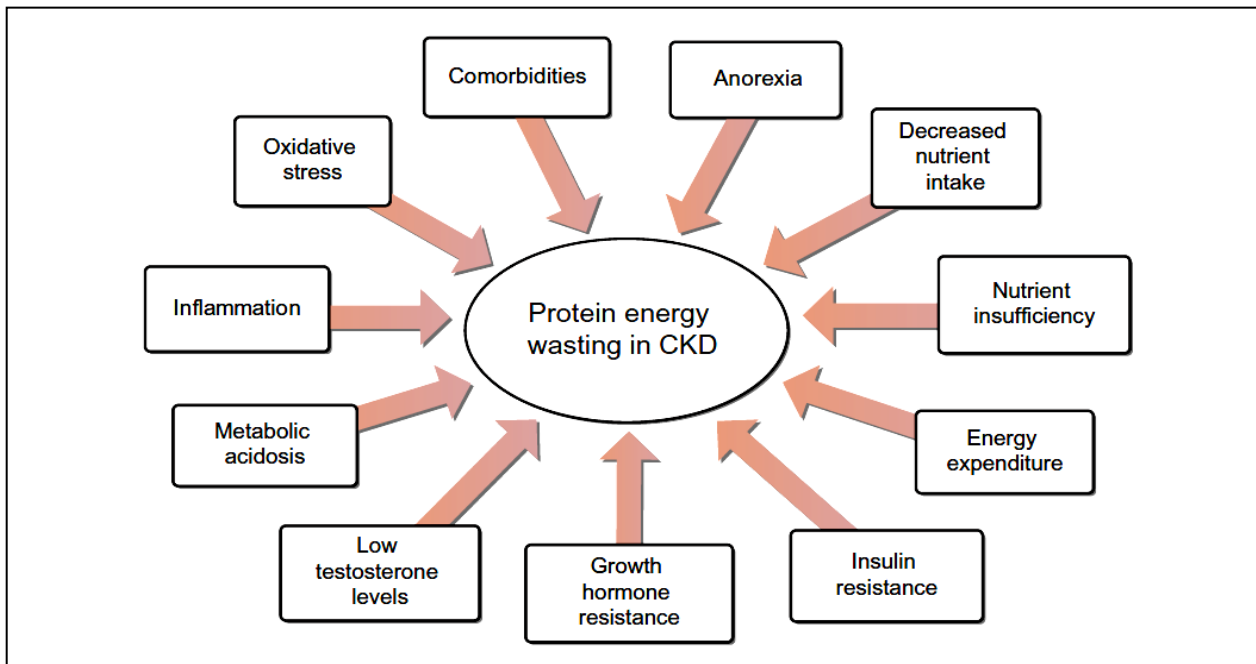 Comorbidities
Anorexia
Oxidative
stress
Decreased
nutrient
intake
Inflammation
Protein energy
wasting in CKD
Nutrient
insufficiency
Metabolic
acidosis
Energy
expenditure
Low
testosterone
levels
Growth
hormone
resistance
Insulin
resistance